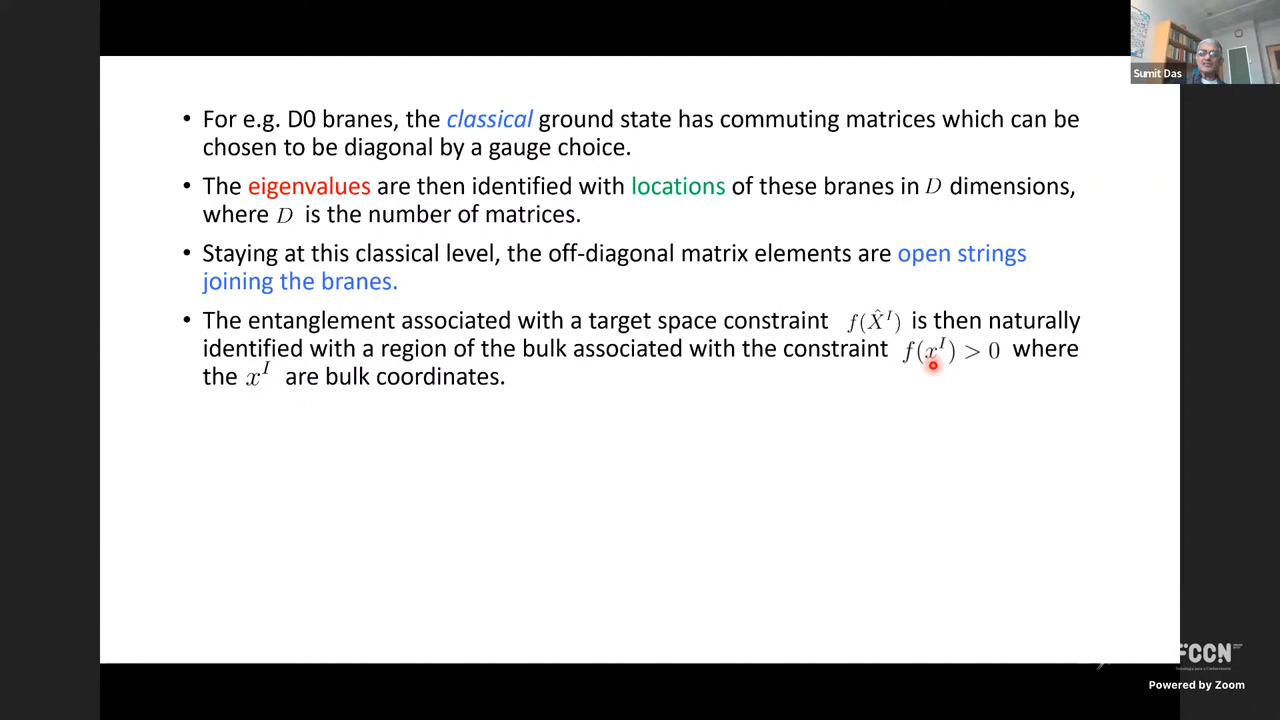 • For e.g. D0 branes, the classical ground state has commuting matrices which can be
chosen to be diagonal by a gauge choice.
• The eigenvalues are then identified with locations of these branes in D dimensions,
where D is the number of matrices.
• Staying at this classical level, the off-diagonal matrix elements are open strings
joining the branes.
• The entanglement associated with a target space constraint f(X̂^I) is then naturally
identified with a region of the bulk associated with the constraint f(x^I) > 0 where
the x^I are bulk coordinates.
Sumit Das
FCCN
Powered by Zoom